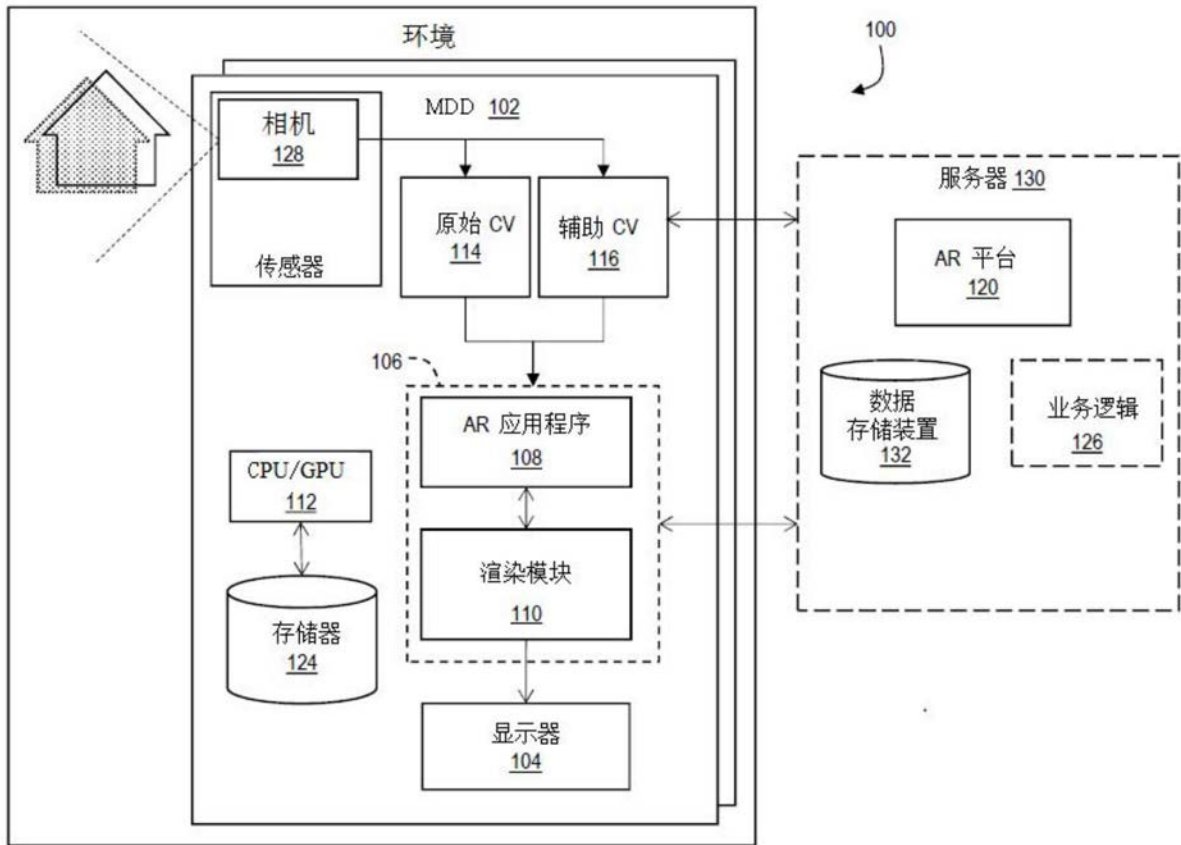 环境
100
MDD 102
相机
128
传感器
原始 CV
114
辅助 CV
116
服务器 130
AR 平台
120
数据
存储装置
132
业务逻辑
126
106
AR 应用程序
108
CPU/GPU
112
渲染模块
110
存储器
124
显示器
104